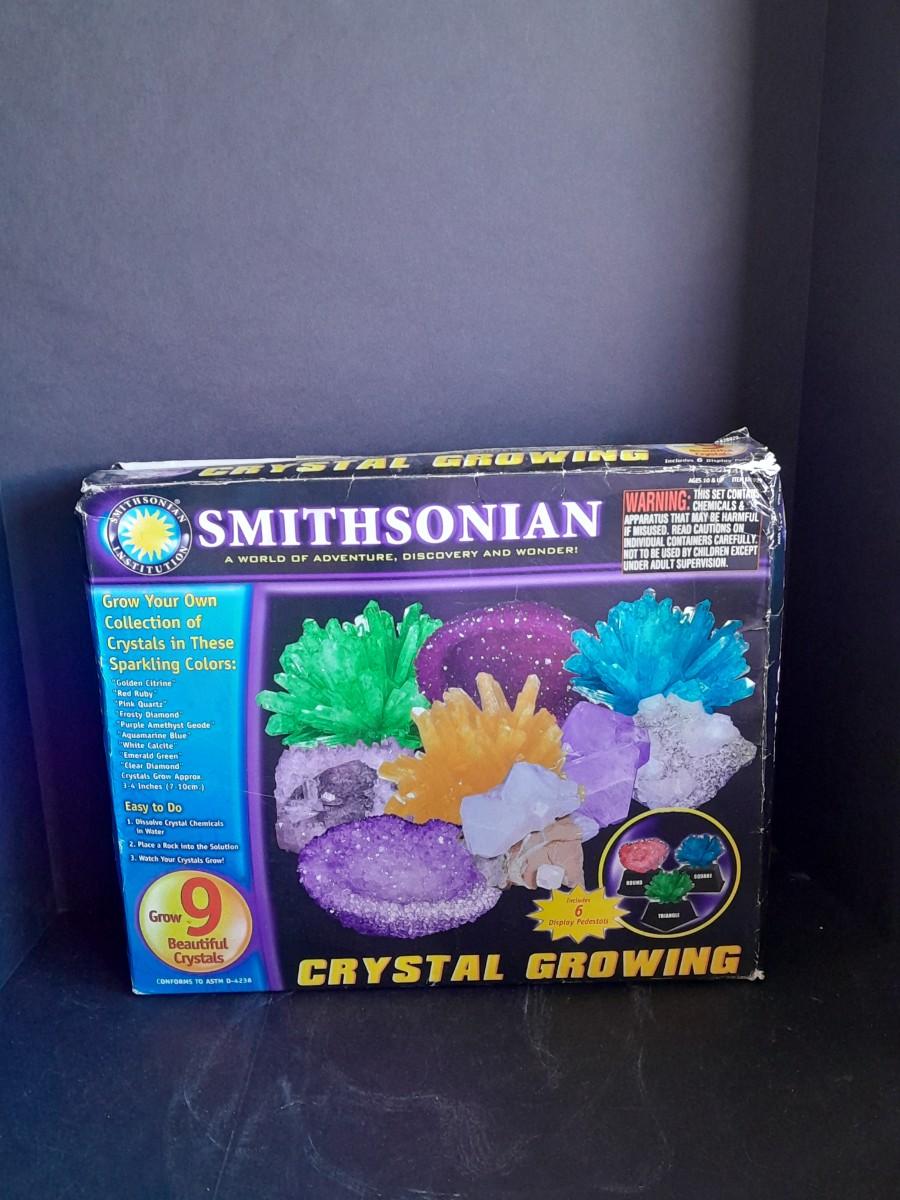 CRYSTAL GROWING
Includes 6 Display
AGES 10 & UP
SMITHSONIAN INSTITUTION
SMITHSONIAN
A WORLD OF ADVENTURE, DISCOVERY AND WONDER!
WARNING: THIS SET CONTAINS
CHEMICALS &
APPARATUS THAT MAY BE HARMFUL
IF MISUSED. READ CAUTIONS ON
INDIVIDUAL CONTAINERS CAREFULLY.
NOT TO BE USED BY CHILDREN EXCEPT
UNDER ADULT SUPERVISION.
Grow Your Own
Collection of
Crystals in These
Sparkling Colors:
"Golden Citrine"
"Red Ruby"
"Pink Quartz"
"Frosty Diamond"
"Purple Amethyst Geode"
"Aquamarine Blue"
"White Calcite"
"Emerald Green"
"Clear Diamond"
Crystals Grow Approx
3-4 Inches (7-10cm.)
Easy to Do
1. Dissolve Crystal Chemicals
in Water
2. Place a Rock into the Solution
3. Watch Your Crystals Grow!
Grow 9
Beautiful
Crystals
CONFORMS TO ASTM D-4236
ROUND
SQUARE
TRIANGLE
Includes
6
Display Pedestals
CRYSTAL GROWING